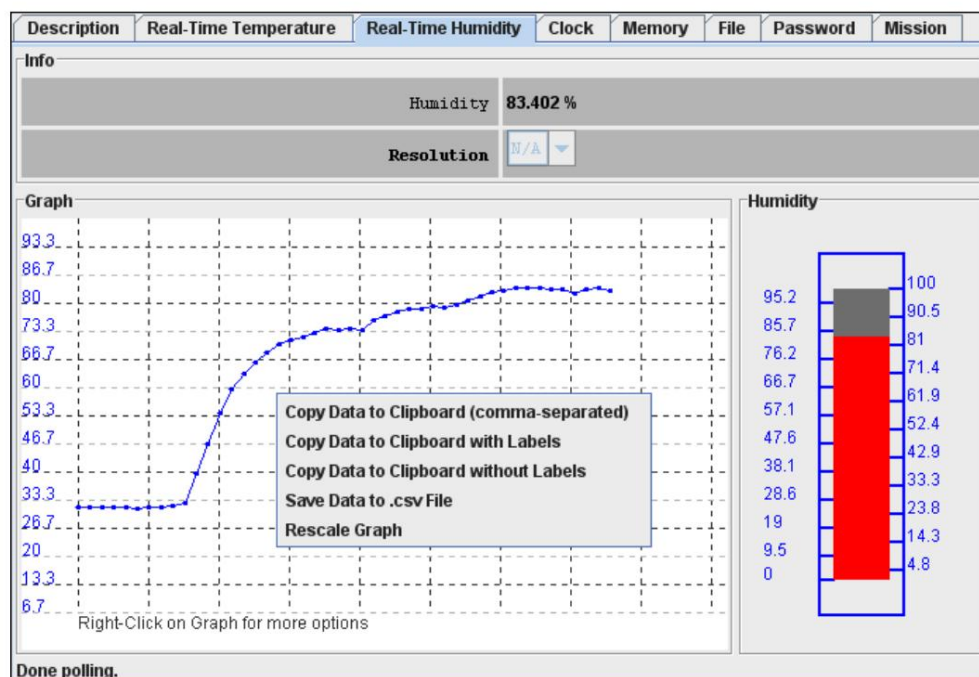 Description Real-Time Temperature Real-Time Humidity Clock Memory File Password Mission
Info
Humidity 83.402 %
Resolution N/A
Graph
93.3
86.7
80
73.3
66.7
60
53.3
46.7
40
33.3
26.7
20
13.3
6.7
Copy Data to Clipboard (comma-separated)
Copy Data to Clipboard with Labels
Copy Data to Clipboard without Labels
Save Data to .csv File
Rescale Graph
Right-Click on Graph for more options
Humidity
100
95.2
90.5
85.7
81
76.2
71.4
66.7
61.9
57.1
52.4
47.6
42.9
38.1
33.3
28.6
23.8
19
14.3
9.5
4.8
0
Done polling.